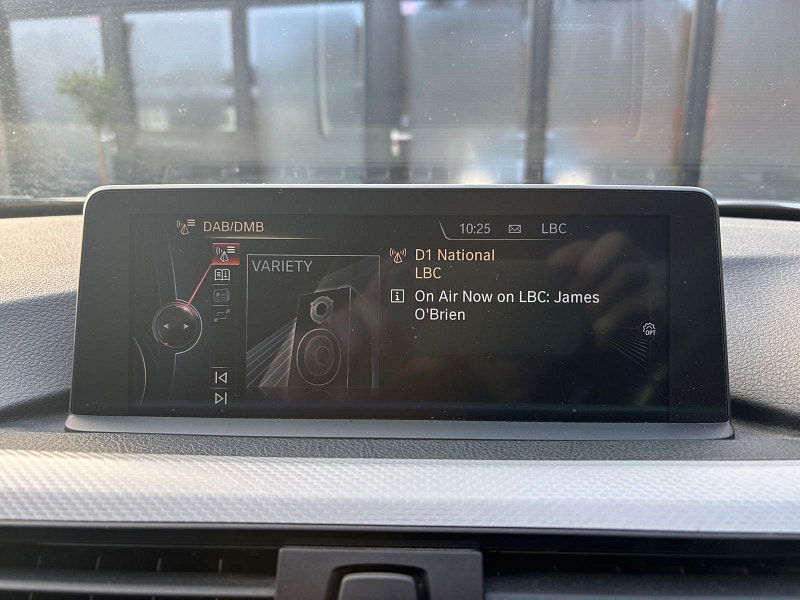 DAB/DMB
10:25 LBC
VARIETY
D1 National
LBC
On Air Now on LBC: James
O'Brien
OPT